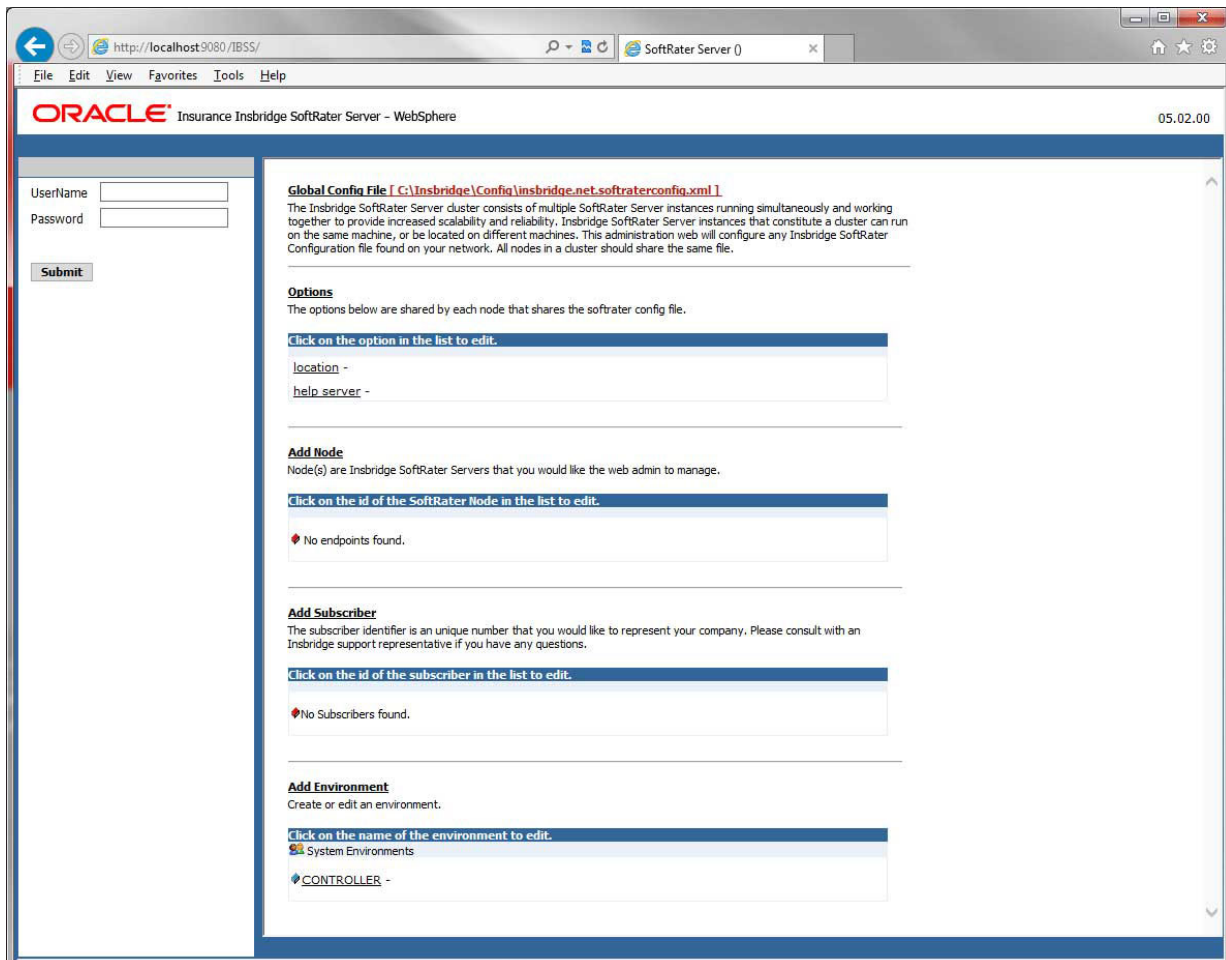 http://localhost:9080/IBSS/
SoftRater Server ()
File Edit View Favorites Tools Help
ORACLE Insurance Insbridge SoftRater Server - WebSphere
05.02.00
UserName
Password
Submit
Global Config File [ C:\Insbridge\Config\insbridge.net.softraterconfig.xml ]
The Insbridge SoftRater Server cluster consists of multiple SoftRater Server instances running simultaneously and working
together to provide increased scalability and reliability. Insbridge SoftRater Server instances that constitute a cluster can run
on the same machine, or be located on different machines. This administration web will configure any Insbridge SoftRater
Configuration file found on your network. All nodes in a cluster should share the same file.
Options
The options below are shared by each node that shares the softrater config file.
Click on the option in the list to edit.
location -
help server -
Add Node
Node(s) are Insbridge SoftRater Servers that you would like the web admin to manage.
Click on the id of the SoftRater Node in the list to edit.
No endpoints found.
Add Subscriber
The subscriber identifier is an unique number that you would like to represent your company. Please consult with an
Insbridge support representative if you have any questions.
Click on the id of the subscriber in the list to edit.
No Subscribers found.
Add Environment
Create or edit an environment.
Click on the name of the environment to edit.
System Environments
CONTROLLER -